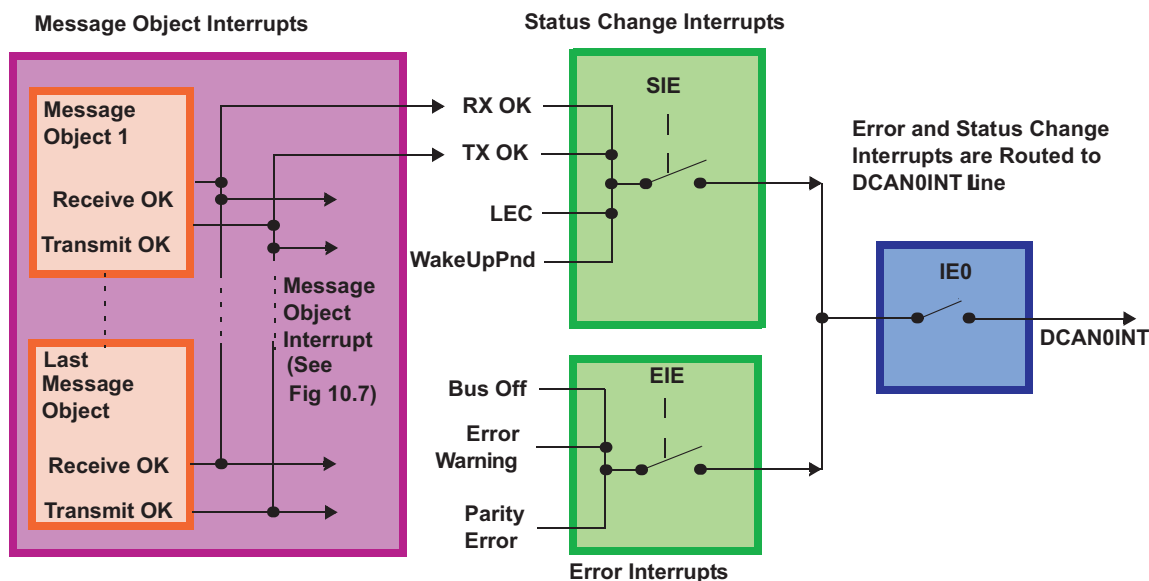 Message Object Interrupts
Message
Object 1
Receive OK
Transmit OK
Message
Object
Interrupt
(See
Fig 10.7)
Last
Message
Object
Receive OK
Transmit OK
Status Change Interrupts
RX OK
TX OK
LEC
WakeUpPnd
SIE
Bus Off
Error
Warning
Parity
Error
EIE
Error Interrupts
Error and Status Change
Interrupts are Routed to
DCAN0INT Line
IE0
DCAN0INT